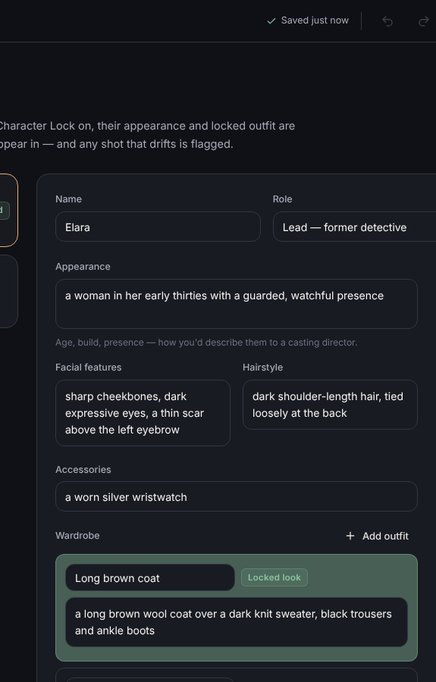 Saved just now
Character Lock on, their appearance and locked outfit are
ppear in — and any shot that drifts is flagged.
Name
Role
Elara
Lead — former detective
Appearance
a woman in her early thirties with a guarded, watchful presence
Age, build, presence — how you'd describe them to a casting director.
Facial features
Hairstyle
sharp cheekbones, dark
expressive eyes, a thin scar
above the left eyebrow
dark shoulder-length hair, tied
loosely at the back
Accessories
a worn silver wristwatch
Wardrobe
+ Add outfit
Long brown coat
Locked look
a long brown wool coat over a dark knit sweater, black trousers
and ankle boots